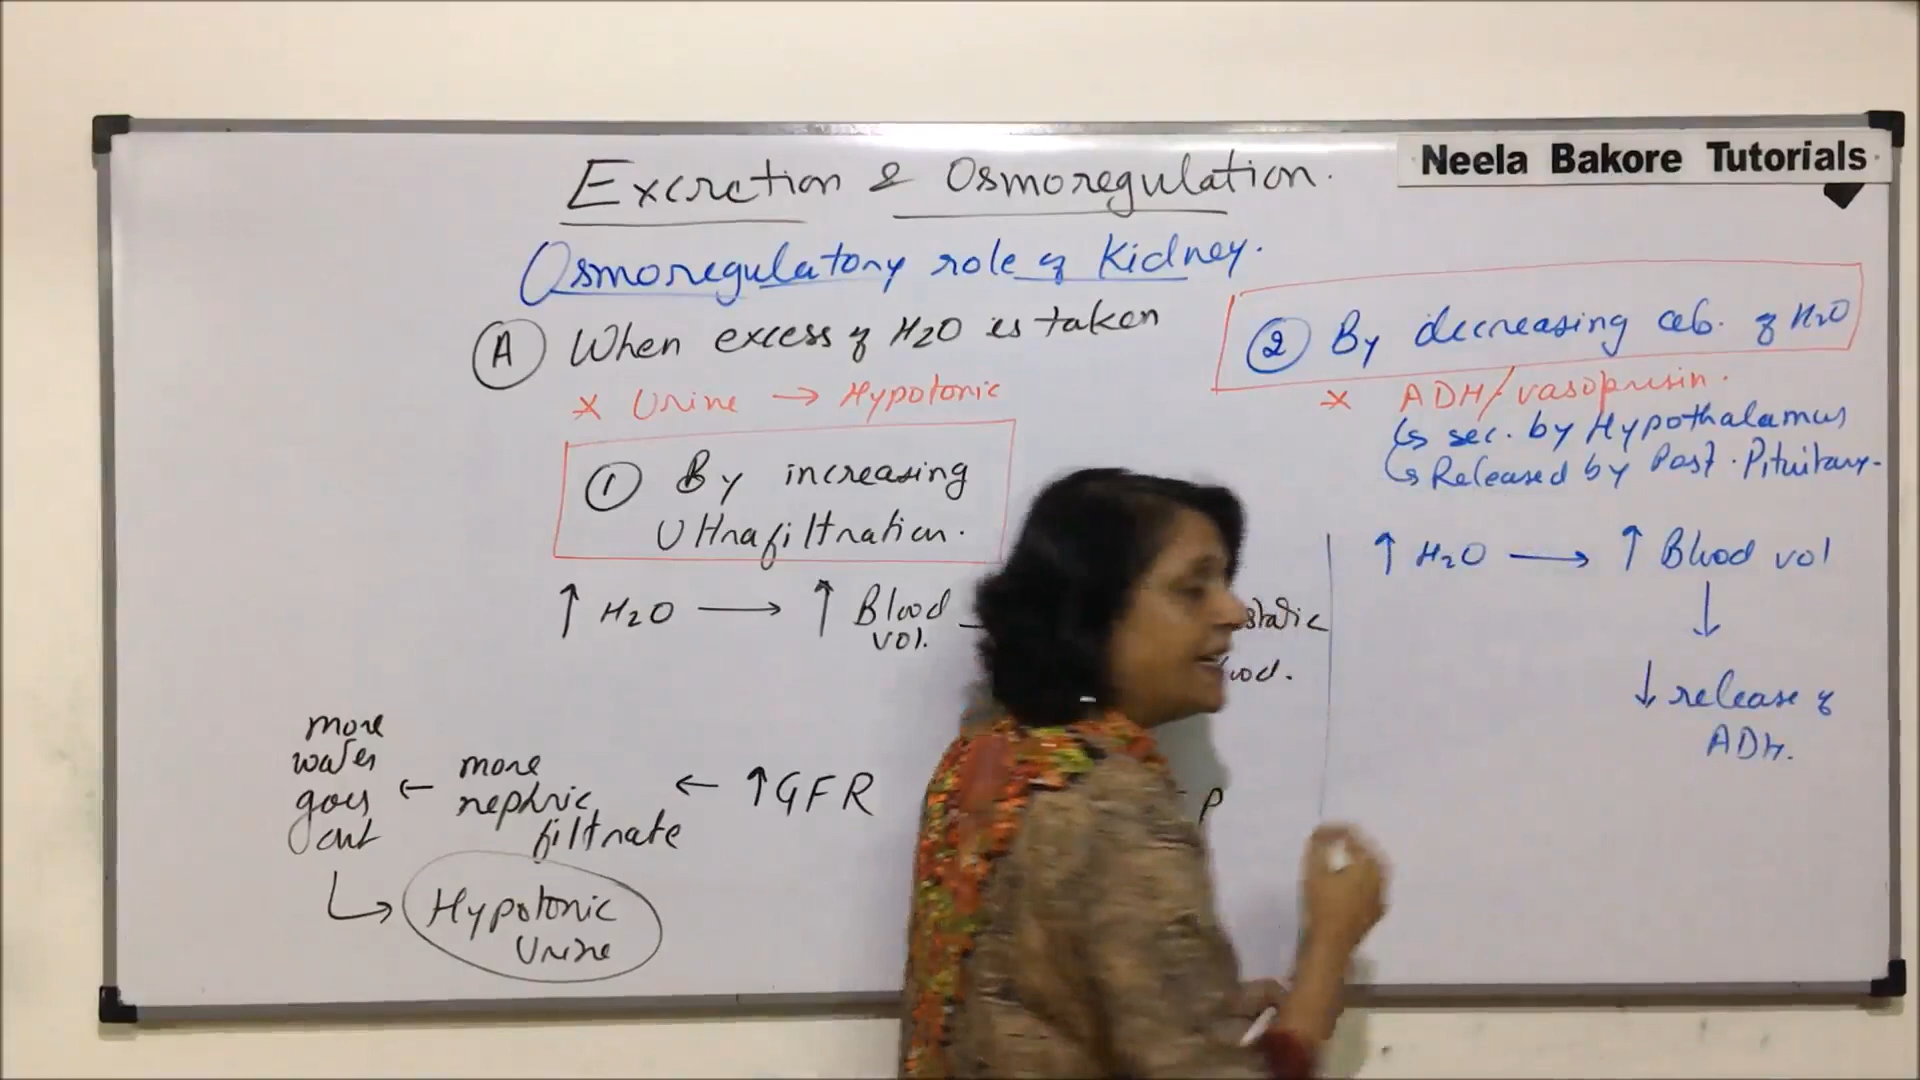 Neela Bakore Tutorials
Excretion & Osmoregulation.
Osmoregulatory role of Kidney.
A When excess of H2O is taken
* Urine → Hypotonic
1 By increasing
Ultrafiltration.
↑ H2O → ↑ Blood
vol.
↑ GFR
← more
nephric
filtrate
← more
water
goes
out
Hypotonic
Urine
2 By decreasing ab. of H2O
* ADH/vasopresin.
↳ sec. by Hypothalamus
↳ Released by Post. Pituitary-
↑ H2O → ↑ Blood vol
↓
↓ release of
ADH.